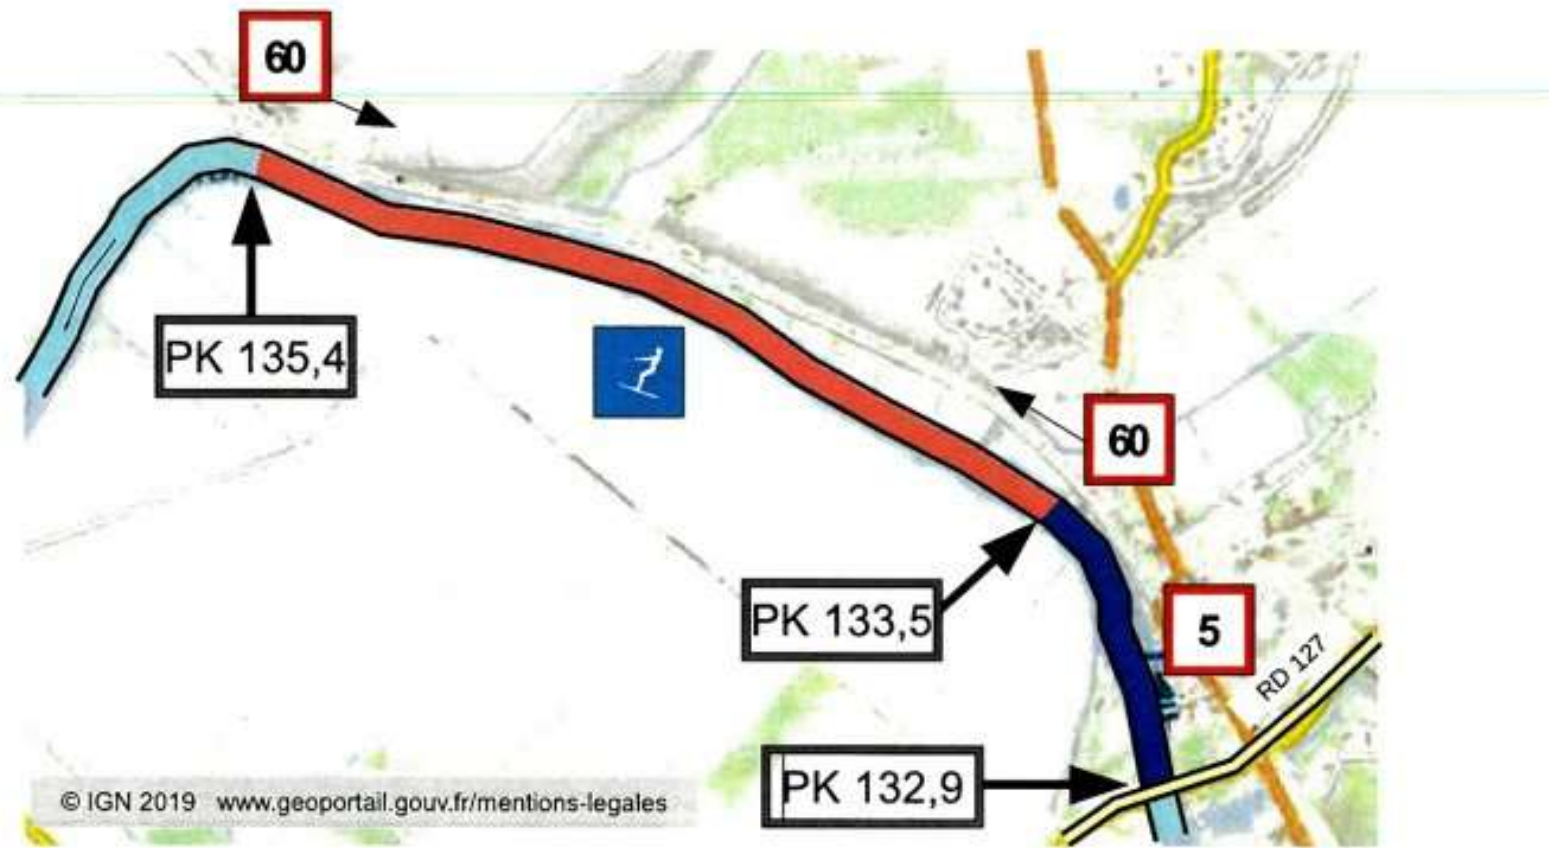 60
PK 135,4
60
PK 133,5
5
RD 127
PK 132,9
© IGN 2019 www.geoportail.gouv.fr/mentions-legales